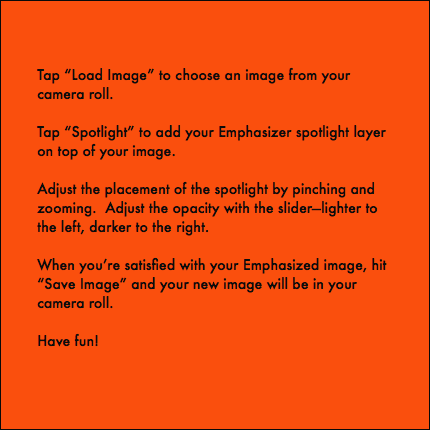 Tap “Load Image” to choose an image from your
camera roll.
Tap “Spotlight” to add your Emphasizer spotlight layer
on top of your image.
Adjust the placement of the spotlight by pinching and
zooming.  Adjust the opacity with the slider—lighter to
the left, darker to the right.
When you’re satisfied with your Emphasized image, hit
“Save Image” and your new image will be in your
camera roll.
Have fun!